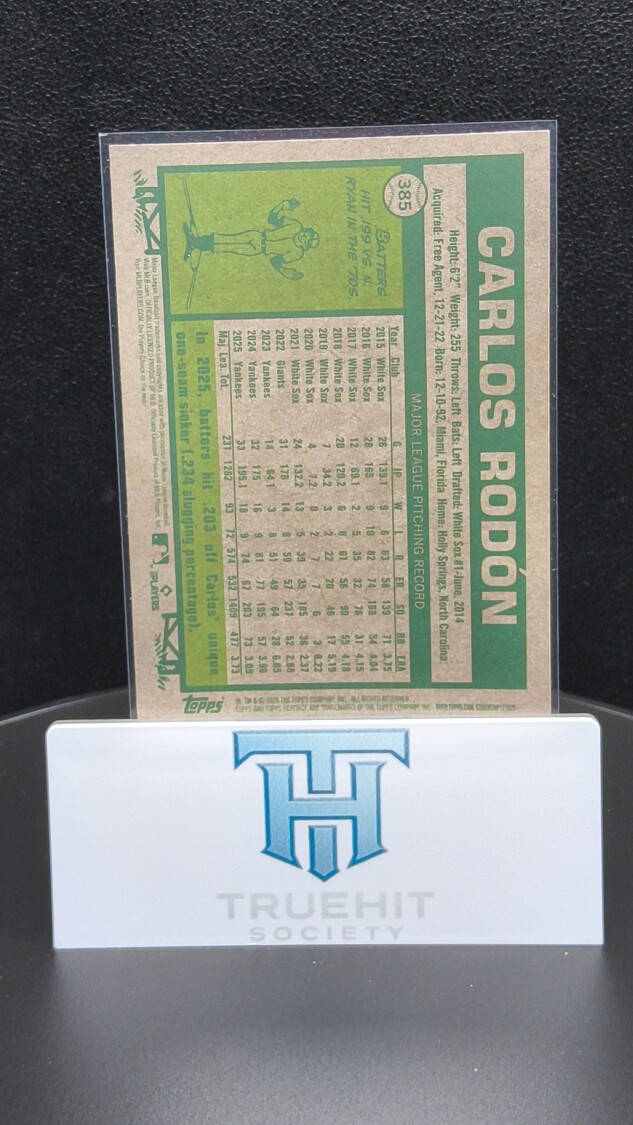 CARLOS RODÓN
Height: 6'2" Weight: 255 Throws: Left Bats: Left Drafted: White Sox #1-June, 2014
Acquired: Free Agent, 12-21-22 Born: 12-10-92, Miami, Florida Home: Holly Springs, North Carolina
385
MAJOR LEAGUE PITCHING RECORD
BATTERS
HIT .199 VS. N.
RYAN IN THE '70S.
Year Club G IP W L R ER SO BB ERA
2015 White Sox 26 139.1 9 6 63 58 139 71 3.75
2016 White Sox 28 165 9 10 82 74 168 54 4.04
2017 White Sox 12 69.1 2 5 35 32 76 31 4.15
2018 White Sox 20 120.2 6 8 61 56 90 55 4.18
2019 White Sox 7 34.2 3 2 22 20 46 17 5.19
2020 White Sox 4 7.2 0 2 7 7 6 3 8.22
2021 White Sox 24 132.2 13 5 39 35 185 36 2.37
2022 Giants 31 178 14 8 59 57 237 52 2.88
2023 Yankees 14 64.1 3 8 51 49 64 28 6.85
2024 Yankees 32 175 16 9 81 77 195 57 3.96
2025 Yankees 33 195.1 18 9 74 67 203 73 3.09
Maj. Lea. Tot. 231 1282 93 72 574 532 1409 477 3.73
In 2025, batters hit .203 off Carlos' unique
one-seam sinker (.234 slugging percentage).
Topps
PLAYERS
TH
TRUEHIT
SOCIETY